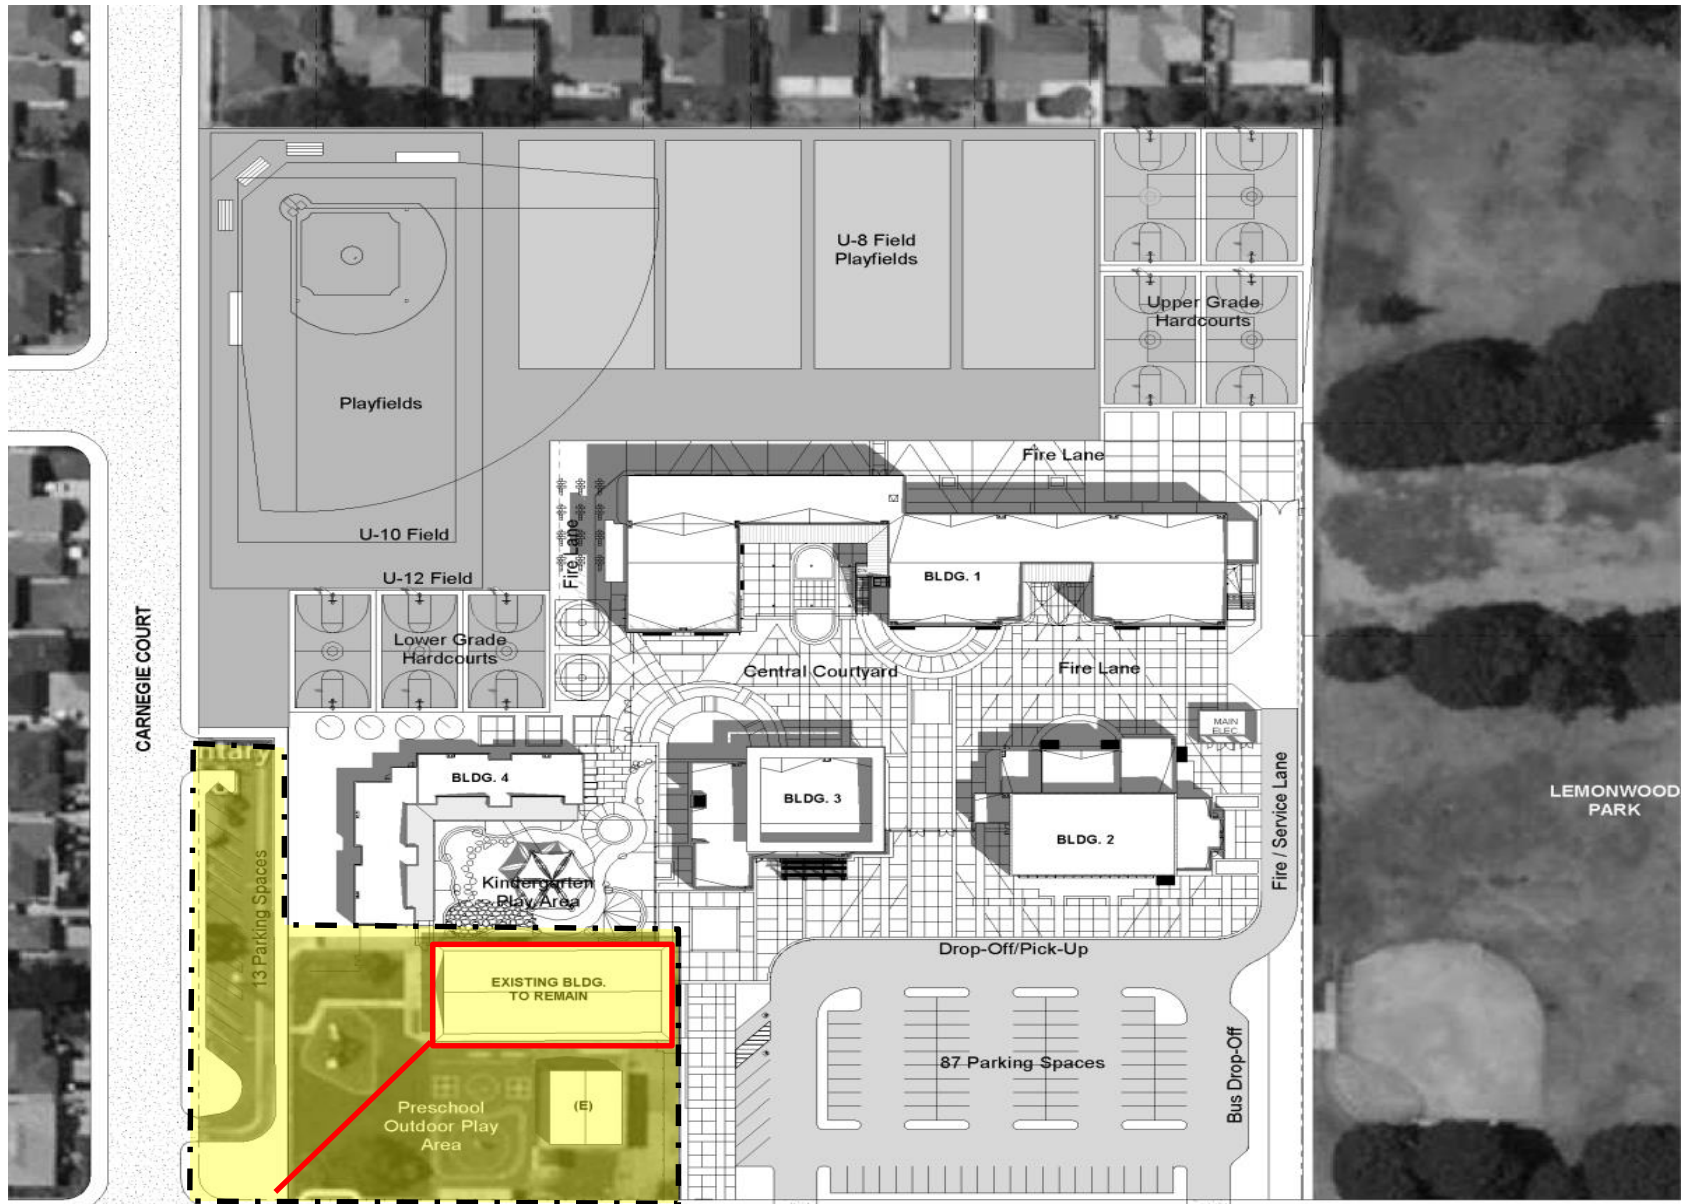 U-8 Field
Playfields
Upper Grade
Hardcourts
Playfields
Fire Lane
U-10 Field
Fire Lane
U-12 Field
BLDG. 1
CARNEGIE COURT
Lower Grade
Hardcourts
Central Courtyard
Fire Lane
MAIN
ELEC
ntary
BLDG. 4
BLDG. 3
BLDG. 2
Fire / Service Lane
LEMONWOOD
PARK
Kindergarten
Play Area
13 Parking Spaces
Drop-Off/Pick-Up
EXISTING BLDG.
TO REMAIN
87 Parking Spaces
Bus Drop-Off
Preschool
Outdoor Play
Area
(E)